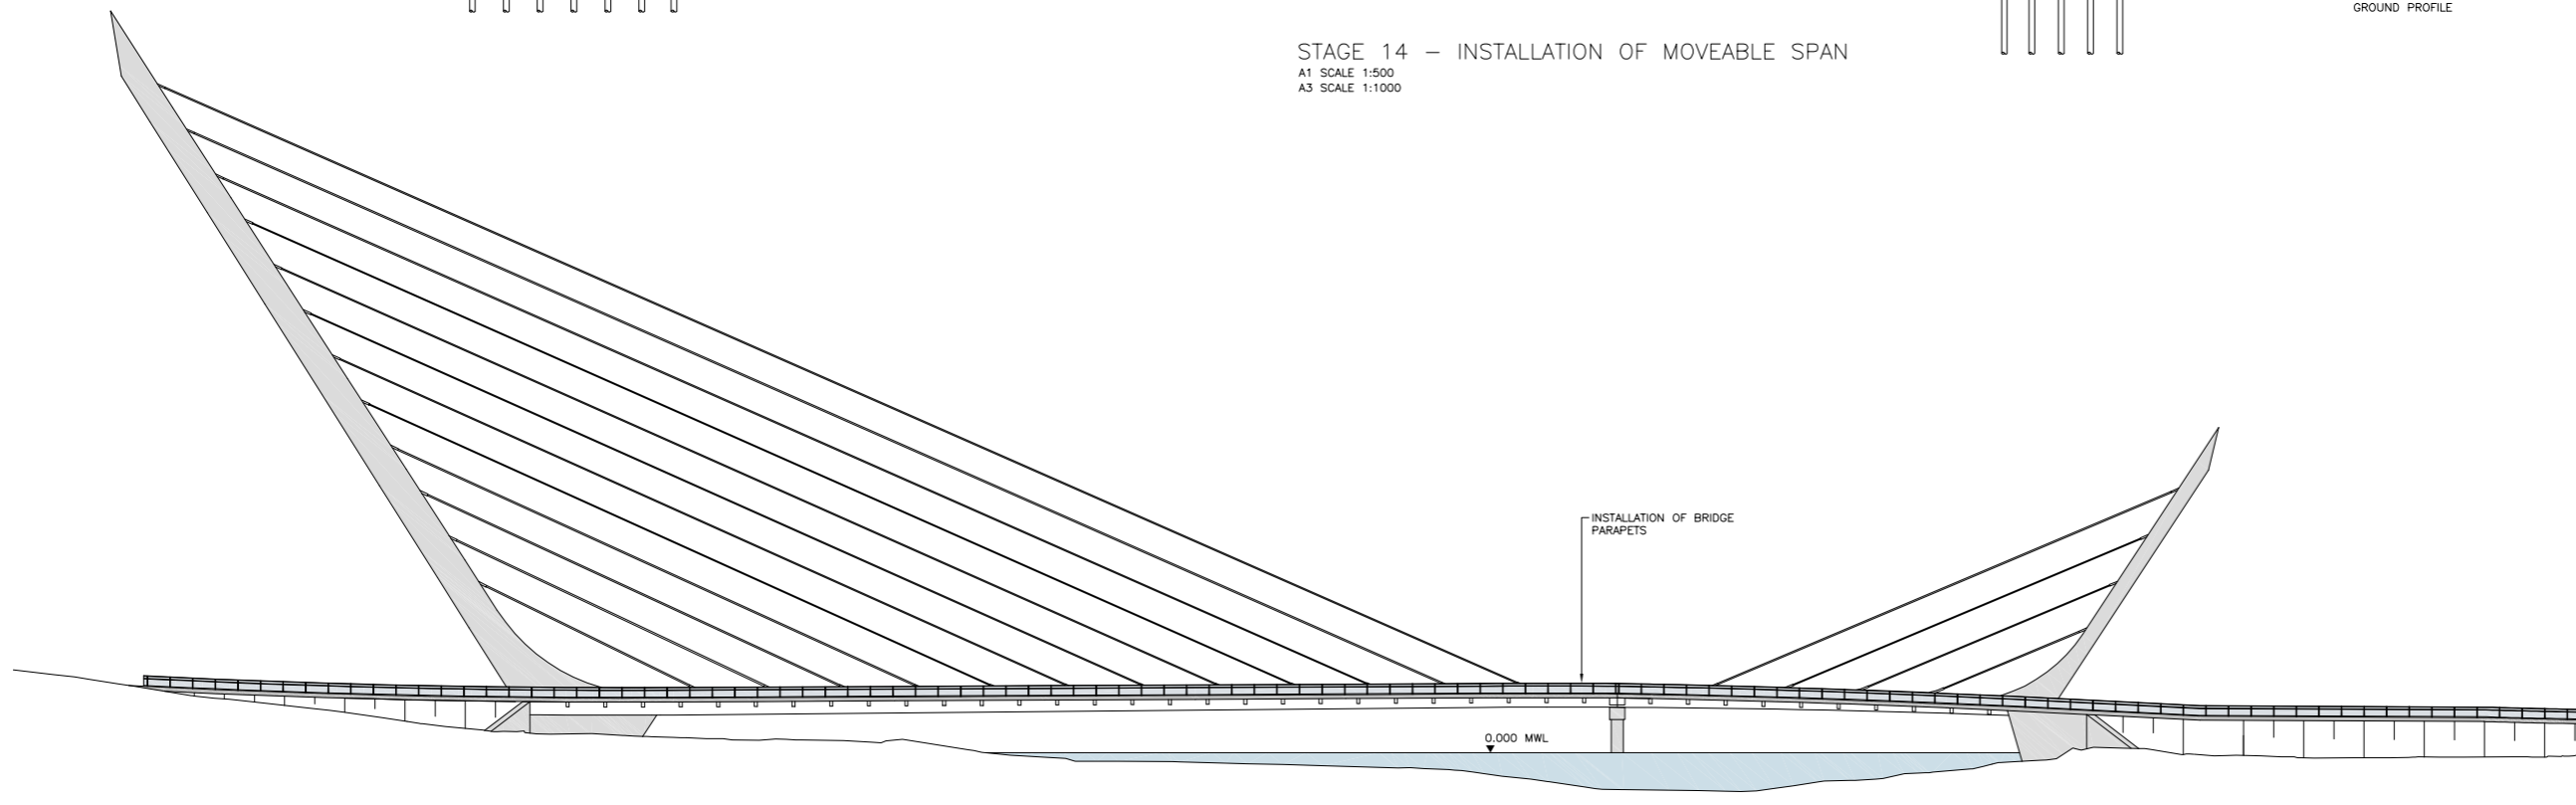 GROUND PROFILE
STAGE 14 – INSTALLATION OF MOVEABLE SPAN
A1 SCALE 1:500
A3 SCALE 1:1000
INSTALLATION OF BRIDGE
PARAPETS
0.000 MWL